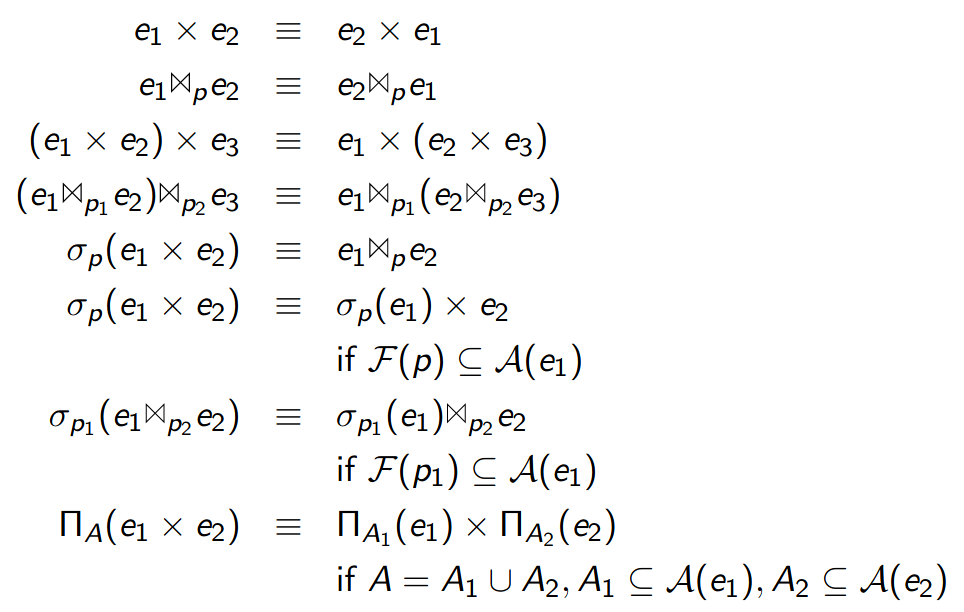 e₁ × e₂ ≡ e₂ × e₁
e₁⋈ₚe₂ ≡ e₂⋈ₚe₁
(e₁ × e₂) × e₃ ≡ e₁ × (e₂ × e₃)
(e₁⋈ₚ₁e₂)⋈ₚ₂e₃ ≡ e₁⋈ₚ₁(e₂⋈ₚ₂e₃)
σₚ(e₁ × e₂) ≡ e₁⋈ₚe₂
σₚ(e₁ × e₂) ≡ σₚ(e₁) × e₂
if ℱ(p) ⊆ 𝒜(e₁)
σₚ₁(e₁⋈ₚ₂e₂) ≡ σₚ₁(e₁)⋈ₚ₂e₂
if ℱ(p₁) ⊆ 𝒜(e₁)
Π_A(e₁ × e₂) ≡ Π_A₁(e₁) × Π_A₂(e₂)
if A = A₁ ∪ A₂, A₁ ⊆ 𝒜(e₁), A₂ ⊆ 𝒜(e₂)